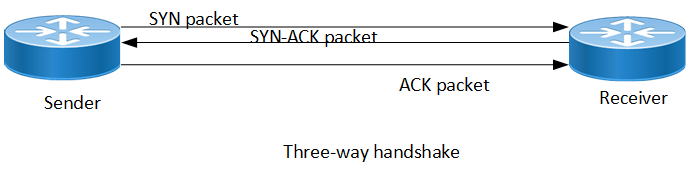 SYN packet
SYN-ACK packet
ACK packet
Sender
Receiver
Three-way handshake